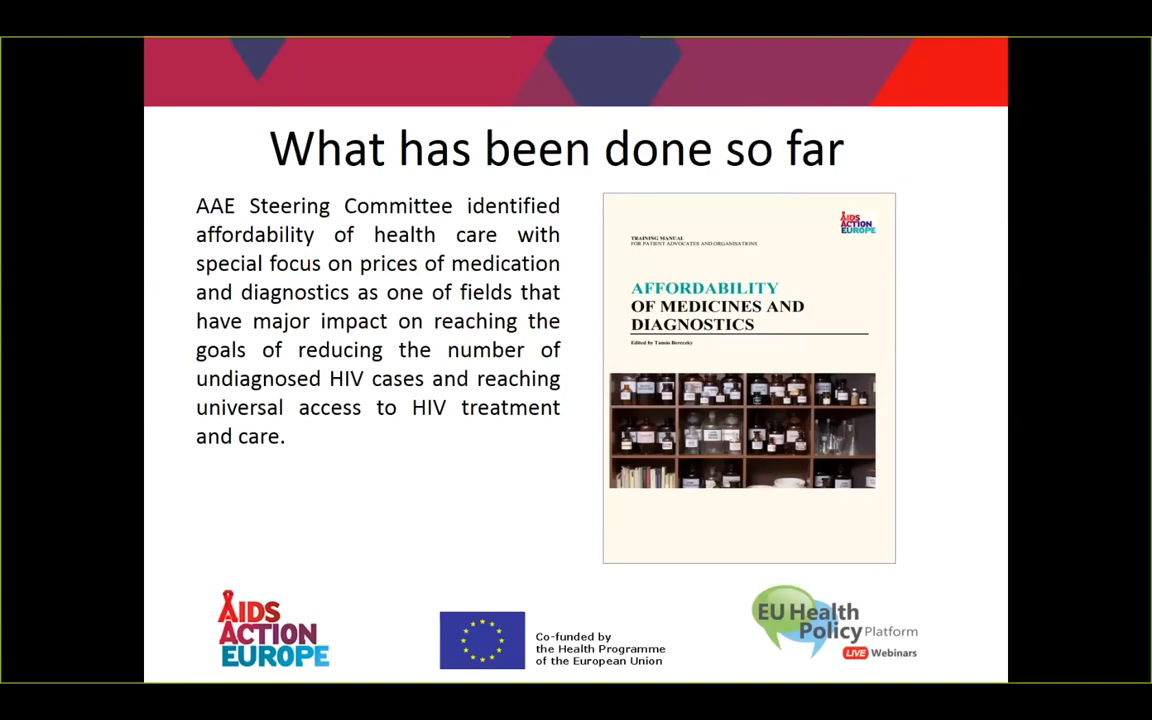 What has been done so far
AAE Steering Committee identified
affordability of health care with
special focus on prices of medication
and diagnostics as one of fields that
have major impact on reaching the
goals of reducing the number of
undiagnosed HIV cases and reaching
universal access to HIV treatment
and care.
AIDS
ACTION
EUROPE
TRAINING MANUAL
FOR PATIENT ADVOCATES AND ORGANISATIONS
AFFORDABILITY
OF MEDICINES AND
DIAGNOSTICS
Edited by Tamás Bereczky
AIDS
ACTION
EUROPE
Co-funded by
the Health Programme
of the European Union
EU Health
Policy Platform
LIVE Webinars